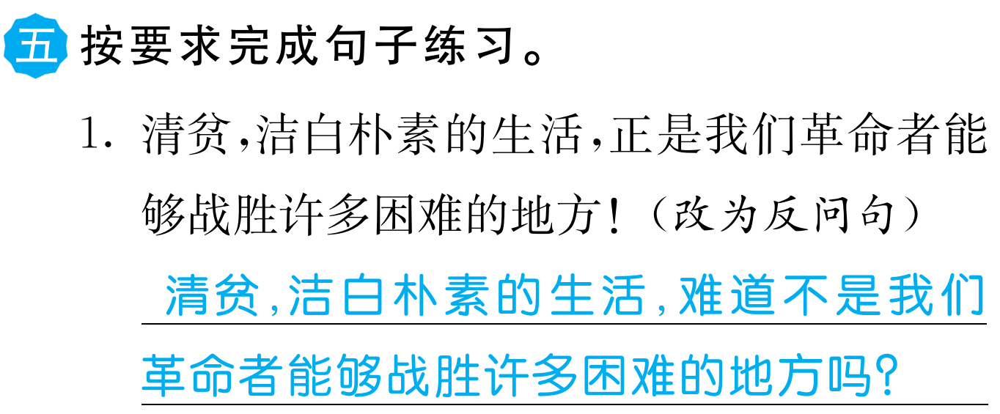 五 按要求完成句子练习。
1. 清贫,洁白朴素的生活,正是我们革命者能
够战胜许多困难的地方!(改为反问句)
清贫,洁白朴素的生活,难道不是我们
革命者能够战胜许多困难的地方吗?